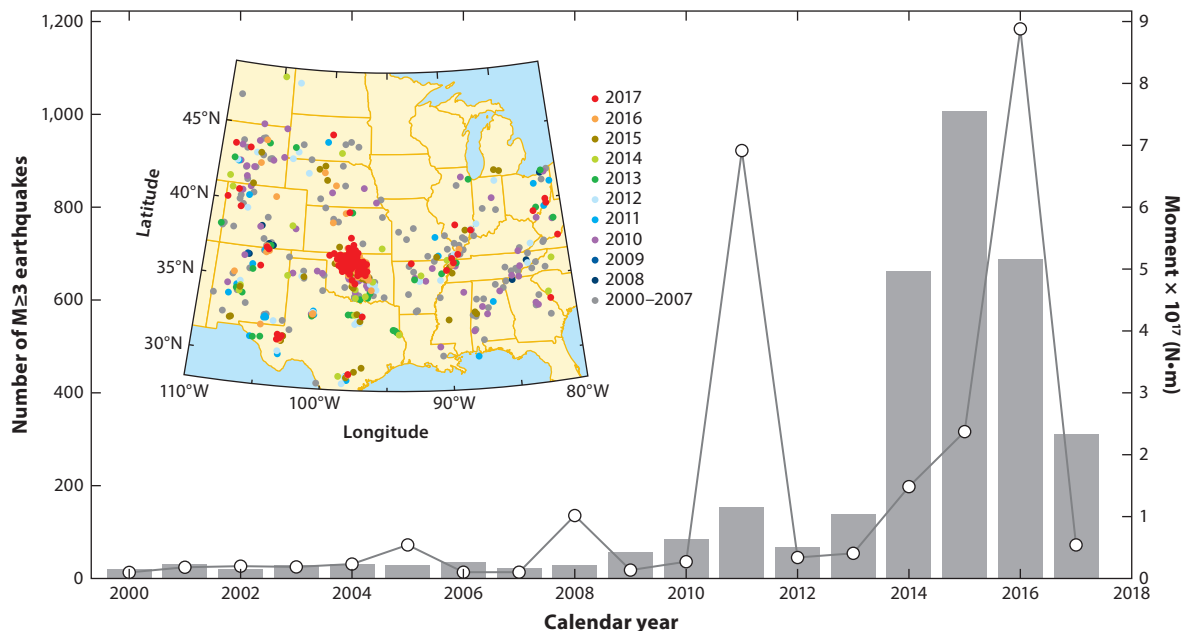 1,200
1,000
800
600
400
200
0
Number of M≥3 earthquakes
9
8
7
6
5
4
3
2
1
0
Moment × 10¹⁷ (N•m)
2000
2002
2004
2006
2008
2010
2012
2014
2016
2018
Calendar year
45°N
40°N
35°N
30°N
Latitude
110°W
100°W
90°W
80°W
Longitude
2017
2016
2015
2014
2013
2012
2011
2010
2009
2008
2000–2007